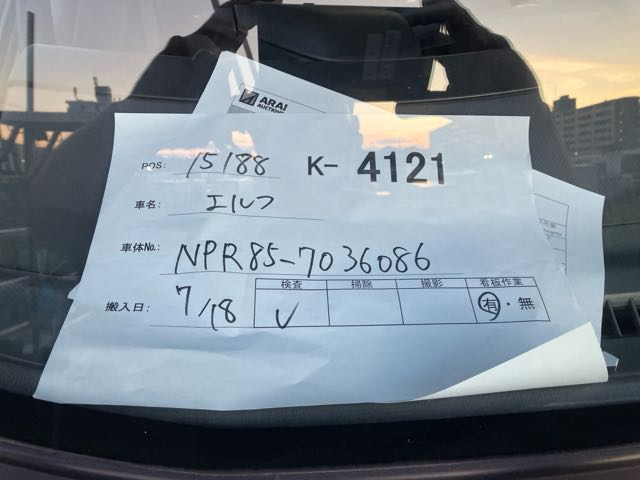 ARAI
AUCTION
POS: 15188 K- 4121
車名: エルフ
車体No.: NPR85-7036086
検査 掃除 撮影 看板作業
搬入日: 7/18 ✓ 有・無